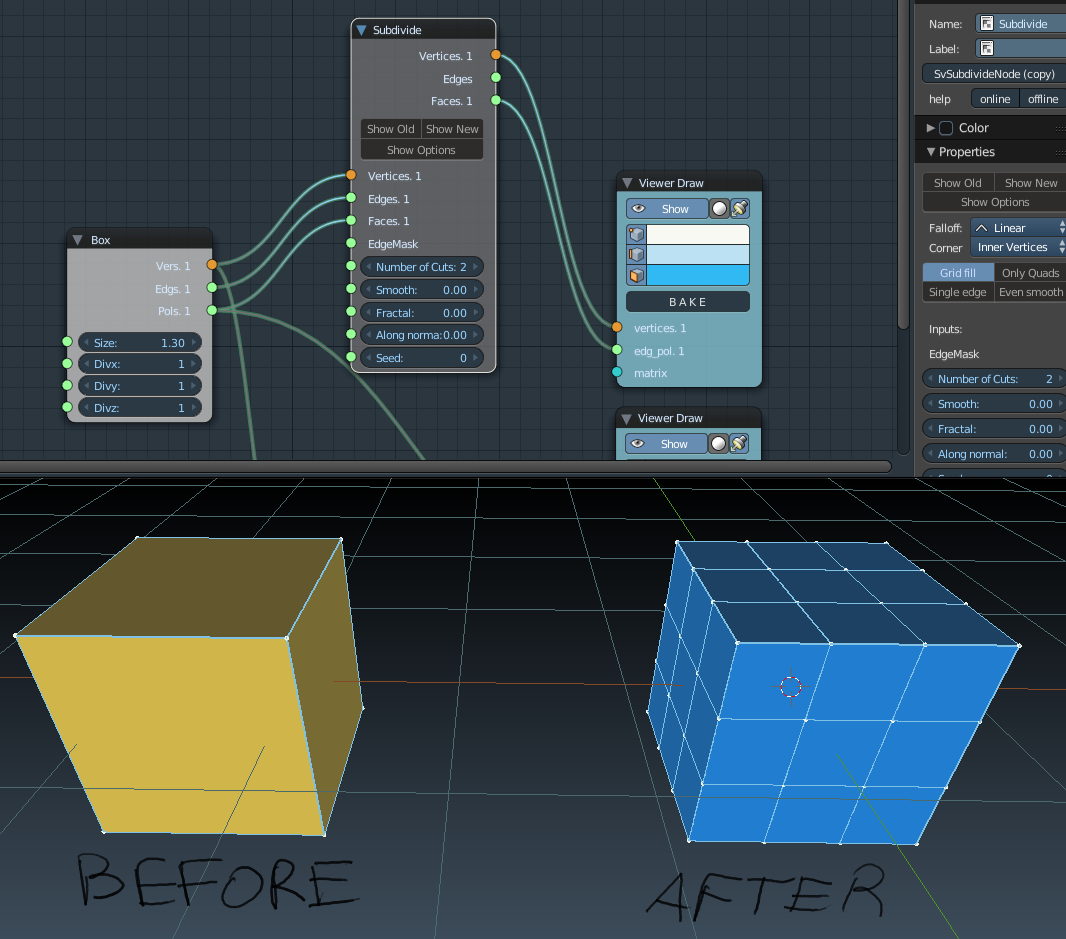 Subdivide
Vertices. 1
Edges
Faces. 1
Show Old Show New
Show Options
Vertices. 1
Edges. 1
Faces. 1
EdgeMask
Number of Cuts: 2
Smooth: 0.00
Fractal: 0.00
Along norma: 0.00
Seed: 0
Box
Vers. 1
Edgs. 1
Pols. 1
Size: 1.30
Divx: 1
Divy: 1
Divz: 1
Viewer Draw
Show
BAKE
vertices. 1
edg_pol. 1
matrix
Viewer Draw
Show
Name: Subdivide
Label:
SvSubdivideNode (copy)
help online offline
Color
Properties
Show Old Show New
Show Options
Falloff: Linear
Corner Inner Vertices
Grid fill Only Quads
Single edge Even smooth
Inputs:
EdgeMask
Number of Cuts: 2
Smooth: 0.00
Fractal: 0.00
Along normal: 0.00
BEFORE
AFTER